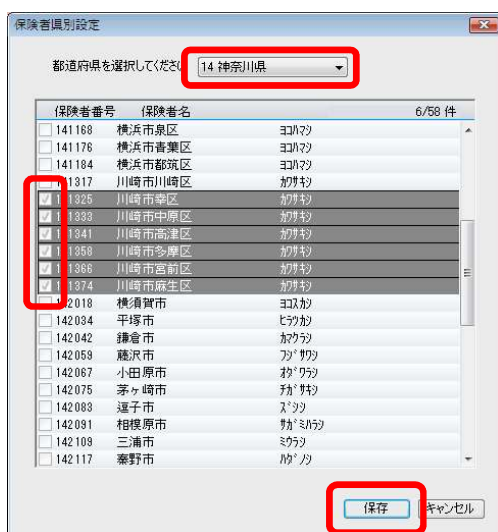 保険者県別設定
都道府県を選択してください 14 神奈川県
保険者番号 保険者名 6/58 件
141168 横浜市泉区 ﾖｺﾊﾏｼ
141176 横浜市青葉区 ﾖｺﾊﾏｼ
141184 横浜市都筑区 ﾖｺﾊﾏｼ
141317 川崎市川崎区 ｶﾜｻｷｼ
141325 川崎市幸区 ｶﾜｻｷｼ
141333 川崎市中原区 ｶﾜｻｷｼ
141341 川崎市高津区 ｶﾜｻｷｼ
141358 川崎市多摩区 ｶﾜｻｷｼ
141366 川崎市宮前区 ｶﾜｻｷｼ
141374 川崎市麻生区 ｶﾜｻｷｼ
142018 横須賀市 ﾖｺｽｶｼ
142034 平塚市 ﾋﾗﾂｶｼ
142042 鎌倉市 ｶﾏｸﾗｼ
142059 藤沢市 ﾌｼﾞｻﾜｼ
142067 小田原市 ｵﾀﾞﾜﾗｼ
142075 茅ヶ崎市 ﾁｶﾞｻｷｼ
142083 逗子市 ｽﾞｼｼ
142091 相模原市 ｻｶﾞﾐﾊﾗｼ
142109 三浦市 ﾐｳﾗｼ
142117 秦野市 ﾊﾀﾞﾉｼ
保存 キャンセル